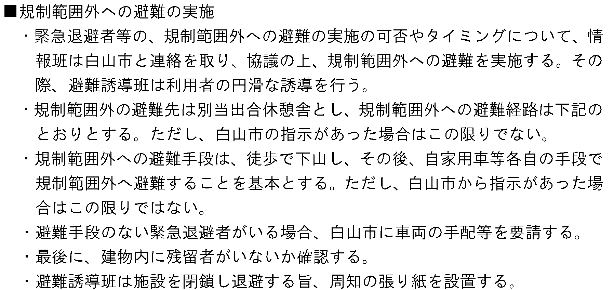 ■規制範囲外への避難の実施
・緊急退避者等の、規制範囲外への避難の実施の可否やタイミングについて、情
報班は白山市と連絡を取り、協議の上、規制範囲外への避難を実施する。その
際、避難誘導班は利用者の円滑な誘導を行う。
・規制範囲外の避難先は別当出合休憩舎とし、規制範囲外への避難経路は下記の
とおりとする。ただし、白山市の指示があった場合はこの限りでない。
・規制範囲外への避難手段は、徒歩で下山し、その後、自家用車等各自の手段で
規制範囲外へ避難することを基本とする。ただし、白山市から指示があった場
合はこの限りではない。
・避難手段のない緊急退避者がいる場合、白山市に車両の手配等を要請する。
・最後に、建物内に残留者がいないか確認する。
・避難誘導班は施設を閉鎖し退避する旨、周知の張り紙を設置する。